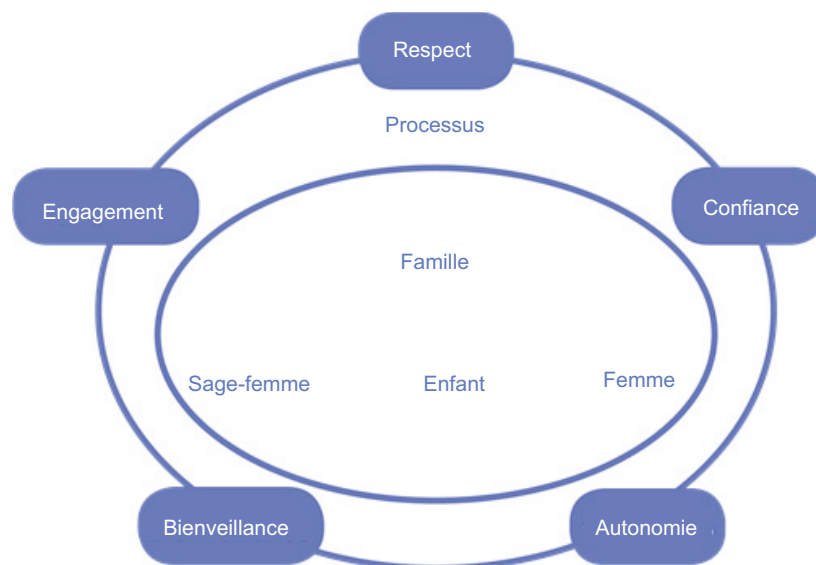 Respect
Processus
Engagement
Confiance
Famille
Sage-femme
Enfant
Femme
Bienveillance
Autonomie